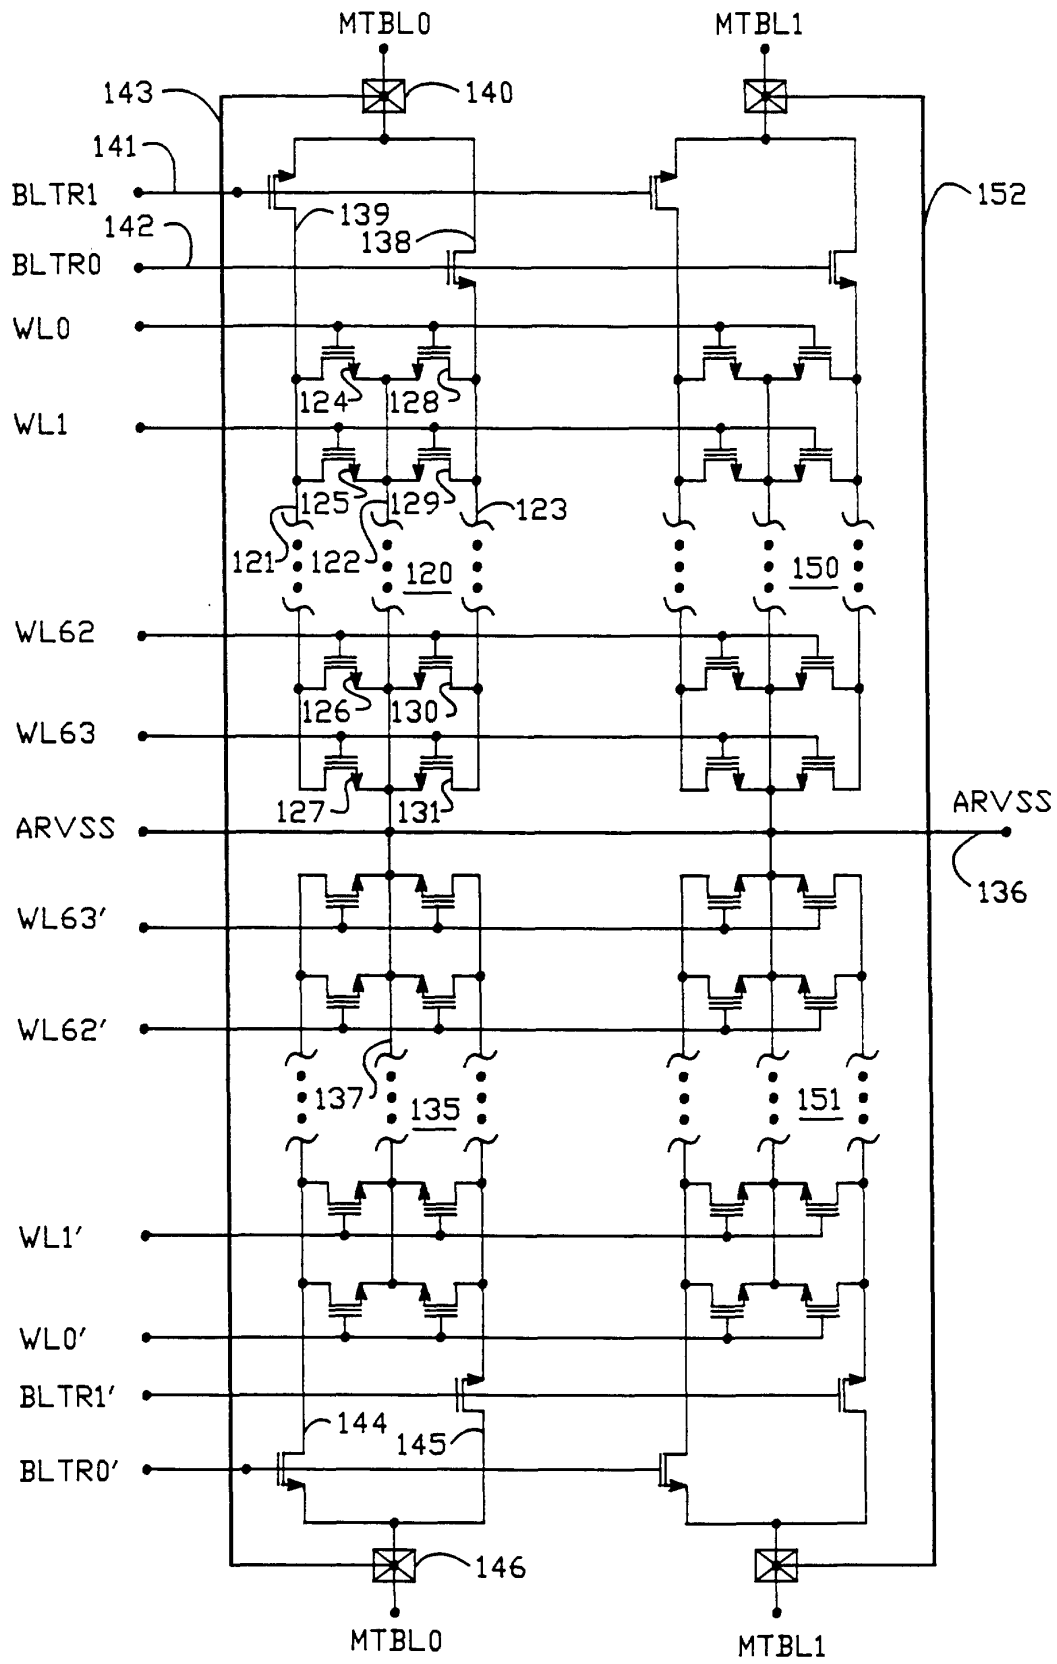 MTBL0 MTBL1
143 140
141
BLTR1 139 152
142 138
BLTR0
WL0
124 128
WL1
125 129 123
121 122 120 150
WL62
126 130
WL63
127 131
ARVSS ARVSS
136
WL63'
WL62'
137 135 151
WL1'
WL0'
BLTR1'
144 145
BLTR0'
146
MTBL0 MTBL1